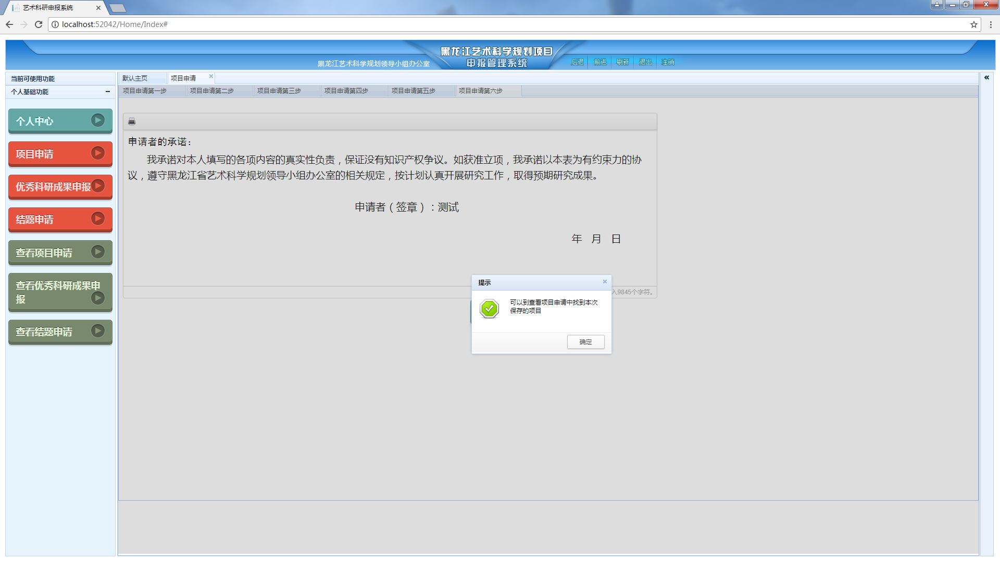 艺术科研申报系统
localhost:52042/Home/Index#
黑龙江艺术科学规划领导小组办公室
黑龙江艺术科学规划项目
申报管理系统
后退 前进 刷新 退出 注销
当前可使用功能
个人基础功能
个人中心
项目申请
优秀科研成果申报
结题申请
查看项目申请
查看优秀科研成果申
报
查看结题申请
默认主页 项目申请
项目申请第一步 项目申请第二步 项目申请第三步 项目申请第四步 项目申请第五步 项目申请第六步
申请者的承诺：
我承诺对本人填写的各项内容的真实性负责，保证没有知识产权争议。如获准立项，我承诺以本表为有约束力的协
议，遵守黑龙江省艺术科学规划领导小组办公室的相关规定，按计划认真开展研究工作，取得预期研究成果。
申请者（签章）：测试
年 月 日
入9845个字符。
提示
可以到查看项目申请中找到本次
保存的项目
确定